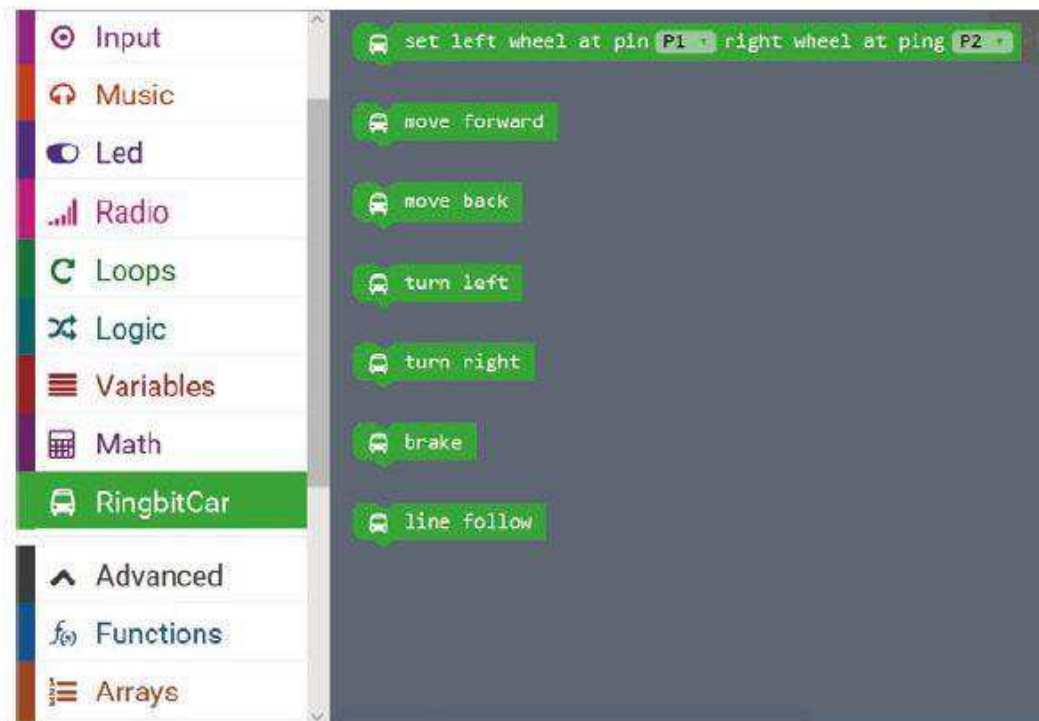 Input
Music
Led
Radio
Loops
Logic
Variables
Math
RingbitCar
Advanced
f(x) Functions
Arrays
set left wheel at pin P1 right wheel at ping P2
move forward
move back
turn left
turn right
brake
line follow